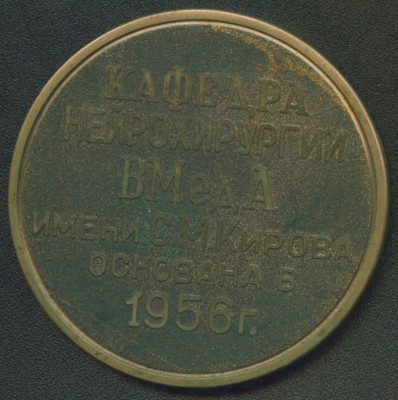 КАФЕДРА
НЕЙРОХИРУРГИИ
ВМедА
ИМЕНИ С.М.КИРОВА
ОСНОВАНА В
1956г.